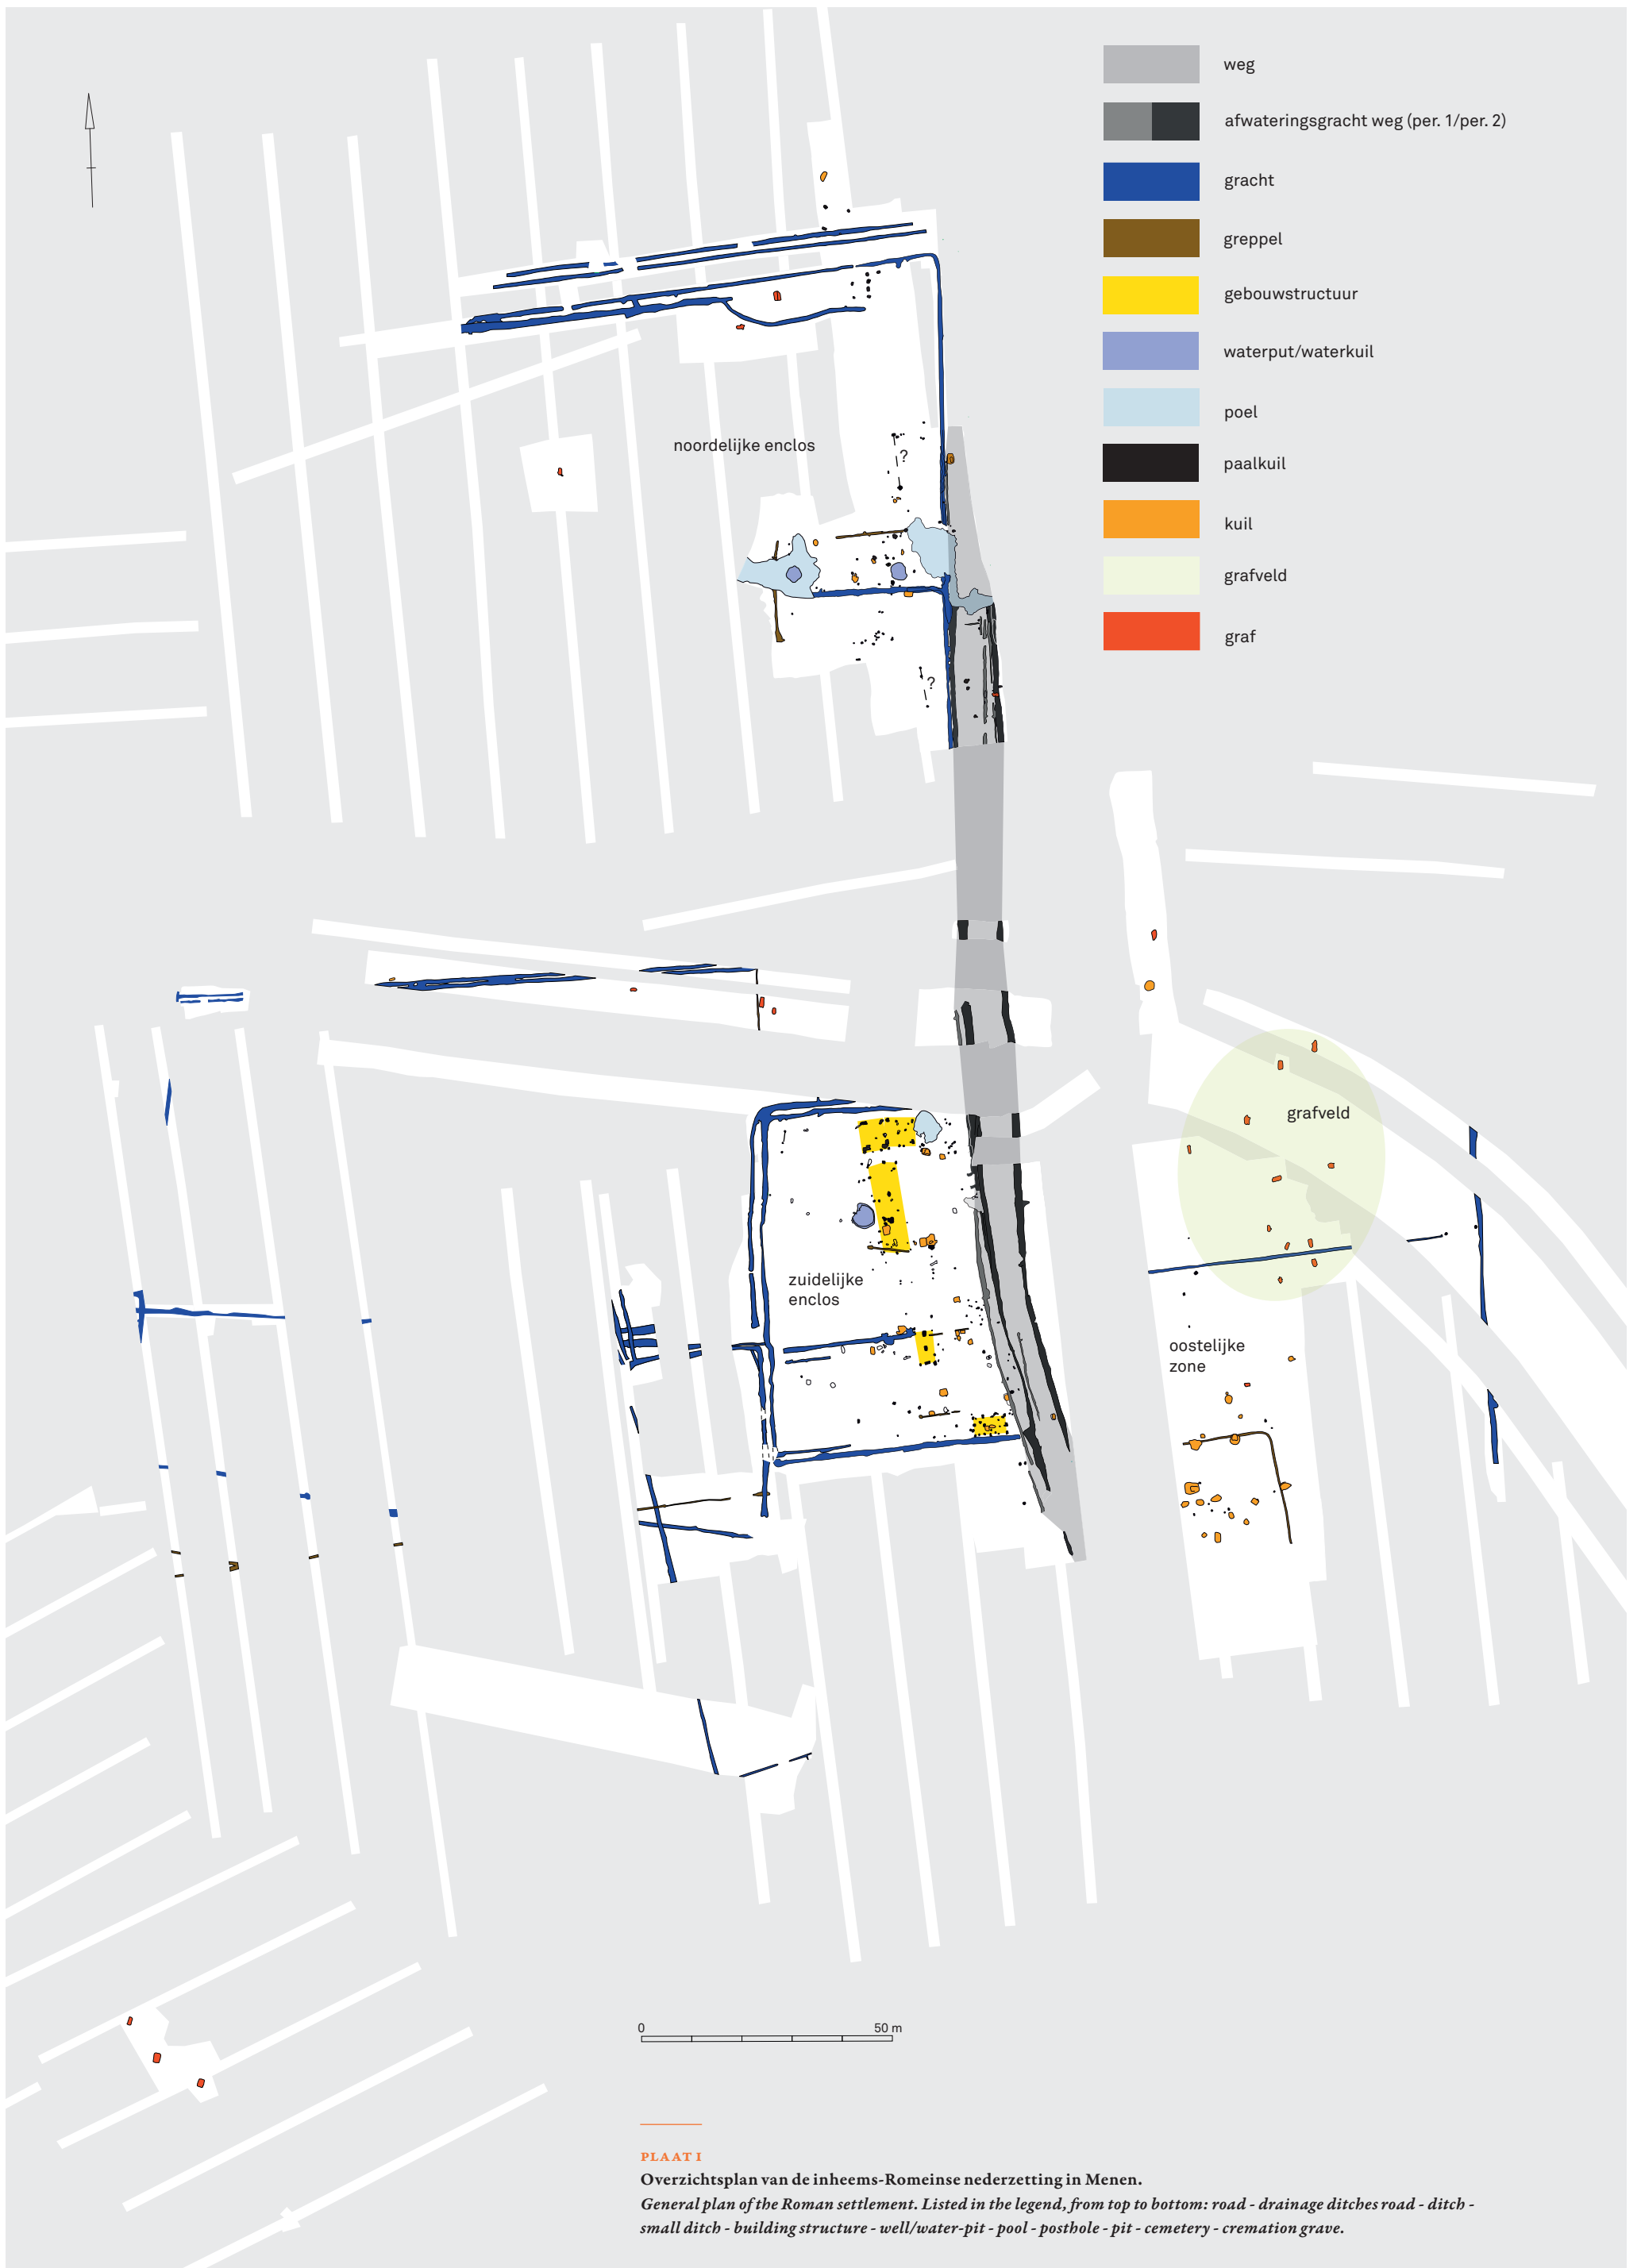 weg
afwateringsgracht weg (per. 1/per. 2)
gracht
greppel
gebouwstructuur
waterput/waterkuil
poel
paalkuil
kuil
grafveld
graf
noordelijke enclos
?
?
grafveld
zuidelijke
enclos
oostelijke
zone
0 50 m
PLAAT I
Overzichtsplan van de inheems-Romeinse nederzetting in Menen.
General plan of the Roman settlement. Listed in the legend, from top to bottom: road - drainage ditches road - ditch -
small ditch - building structure - well/water-pit - pool - posthole - pit - cemetery - cremation grave.